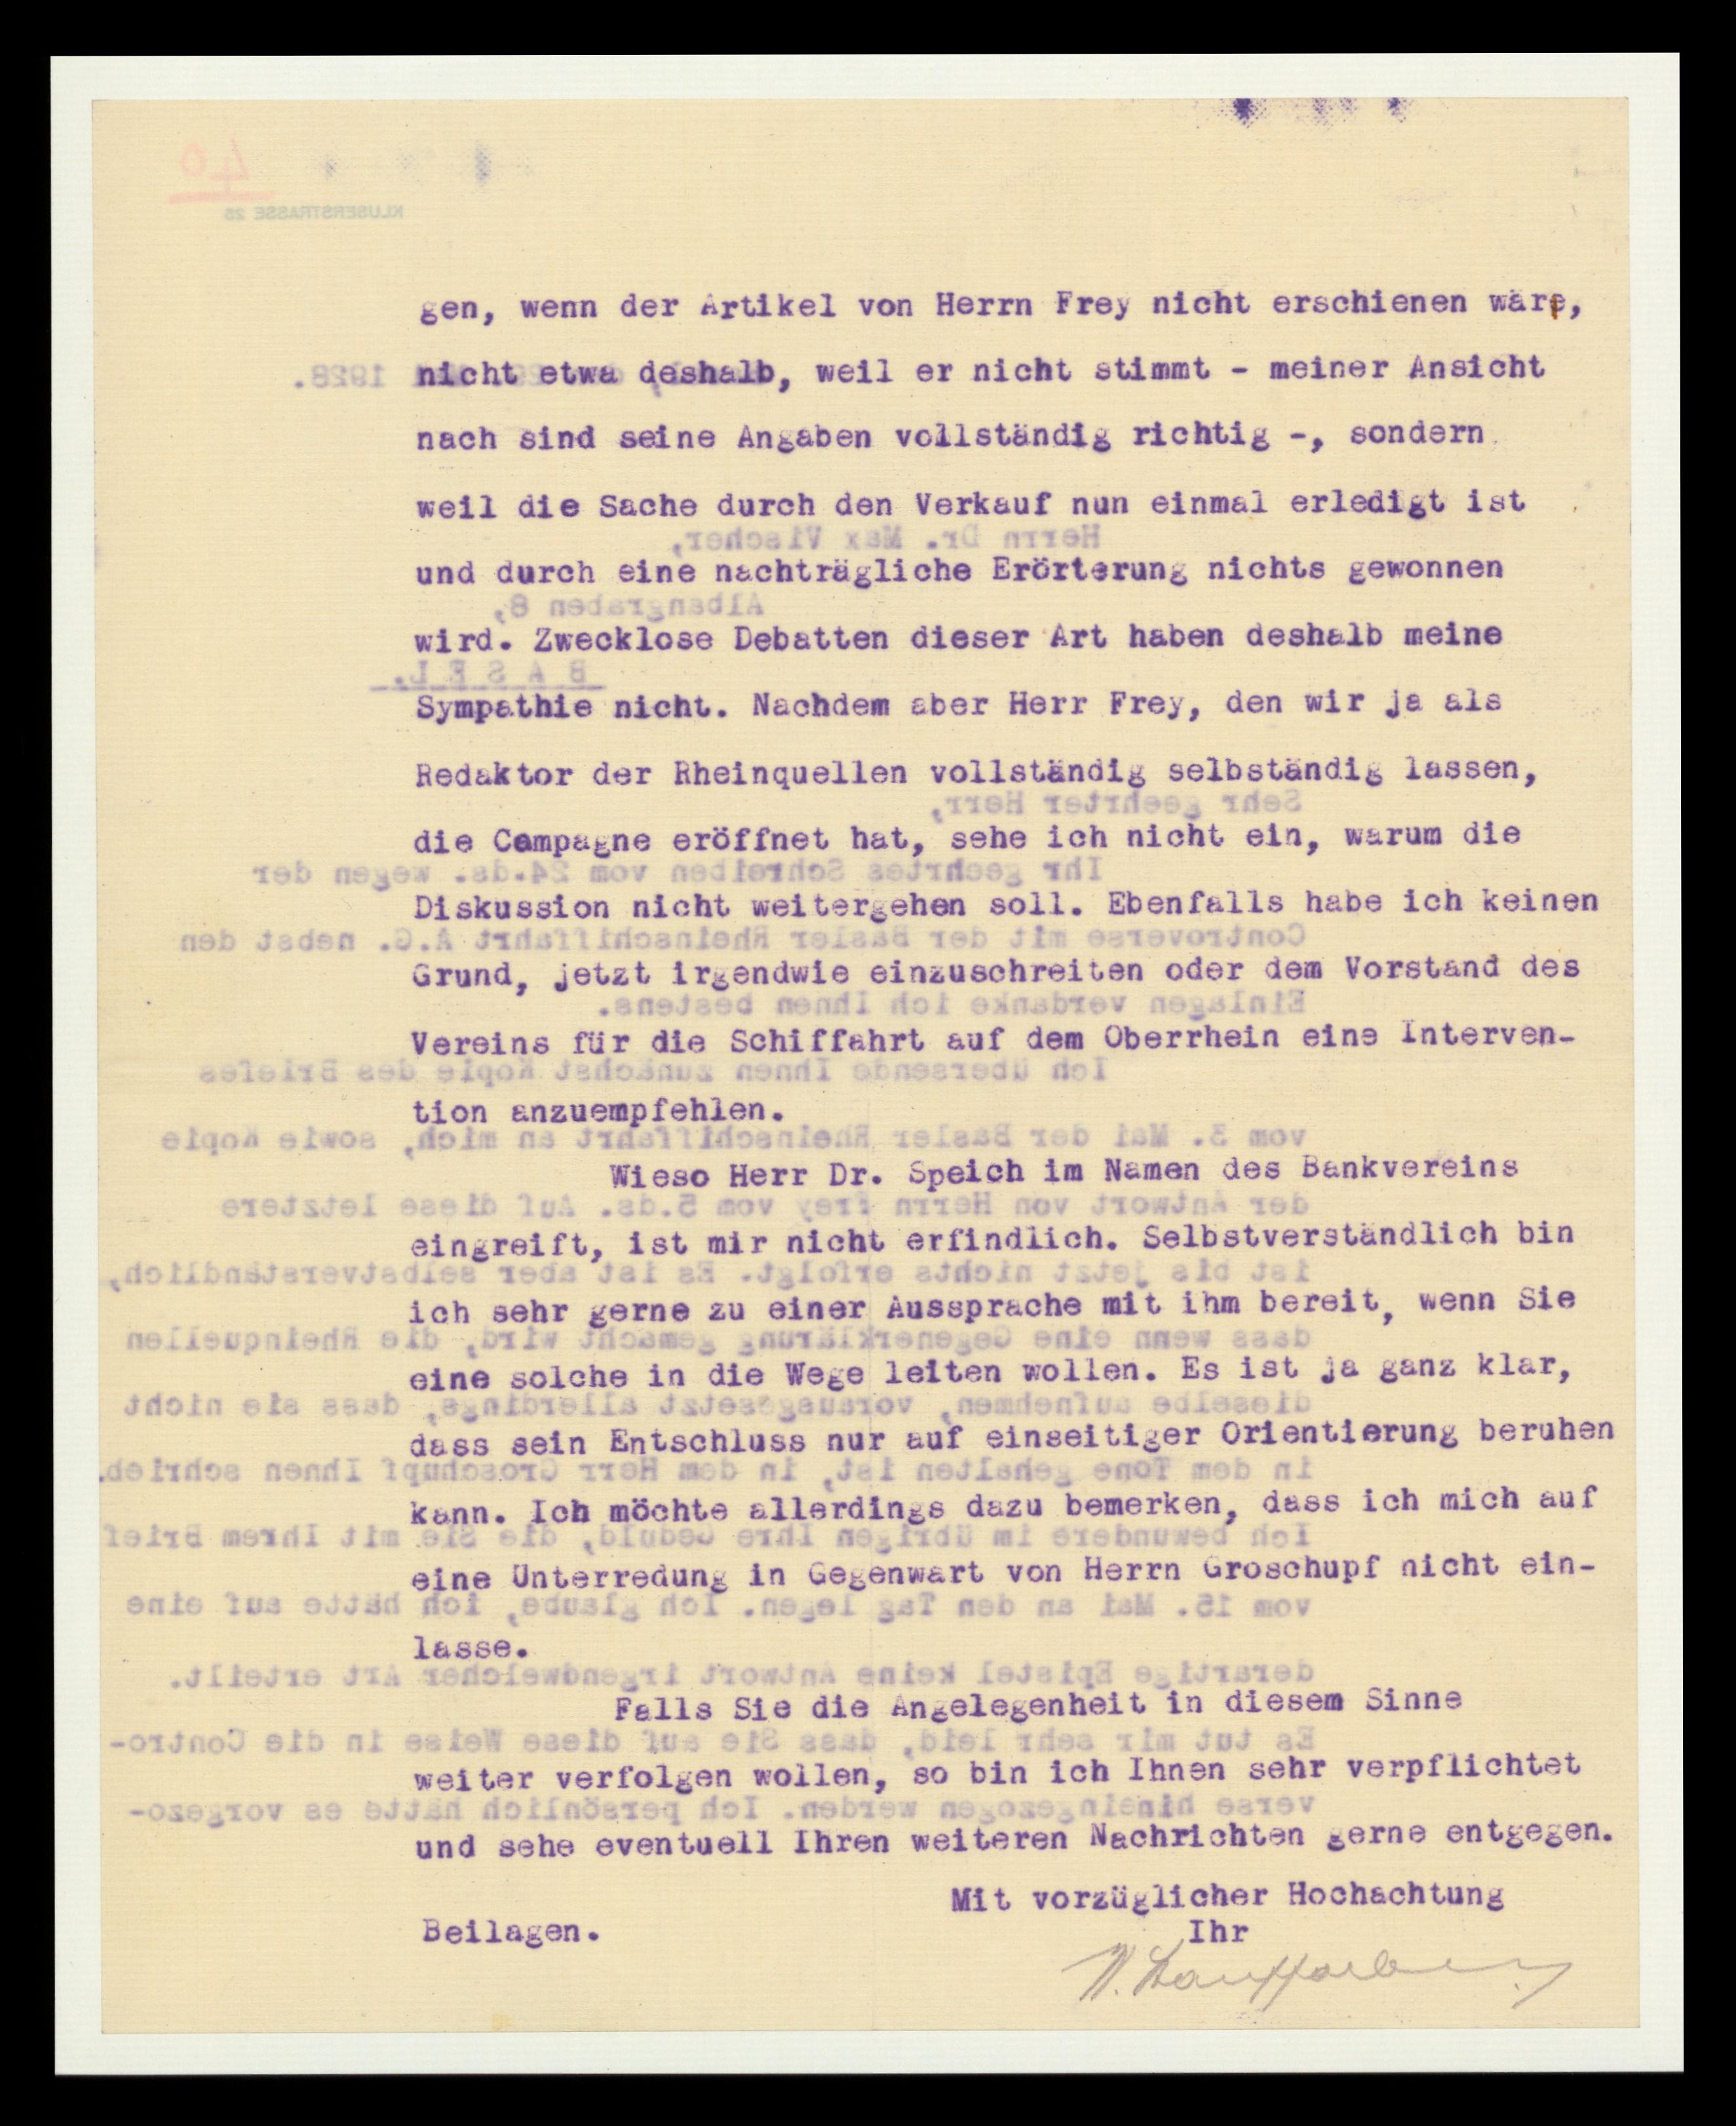 gen, wenn der Artikel von Herrn Frey nicht erschienen wäre,
nicht etwa deshalb, weil er nicht stimmt - meiner Ansicht
nach sind seine Angaben vollständig richtig -, sondern
weil die Sache durch den Verkauf nun einmal erledigt ist
und durch eine nachträgliche Erörterung nichts gewonnen
wird. Zwecklose Debatten dieser Art haben deshalb meine
Sympathie nicht. Nachdem aber Herr Frey, den wir ja als
Redaktor der Rheinquellen vollständig selbständig lassen,
die Campagne eröffnet hat, sehe ich nicht ein, warum die
Diskussion nicht weitergehen soll. Ebenfalls habe ich keinen
Grund, jetzt irgendwie einzuschreiten oder dem Vorstand des
Vereins für die Schiffahrt auf dem Oberrhein eine Interven-
tion anzuempfehlen.
Wieso Herr Dr. Speich im Namen des Bankvereins
eingreift, ist mir nicht erfindlich. Selbstverständlich bin
ich sehr gerne zu einer Aussprache mit ihm bereit, wenn Sie
eine solche in die Wege leiten wollen. Es ist ja ganz klar,
dass sein Entschluss nur auf einseitiger Orientierung beruhen
kann. Ich möchte allerdings dazu bemerken, dass ich mich auf
eine Unterredung in Gegenwart von Herrn Groschupf nicht ein-
lasse.
Falls Sie die Angelegenheit in diesem Sinne
weiter verfolgen wollen, so bin ich Ihnen sehr verpflichtet
und sehe eventuell Ihren weiteren Nachrichten gerne entgegen.
Mit vorzüglicher Hochachtung
Beilagen.
Ihr